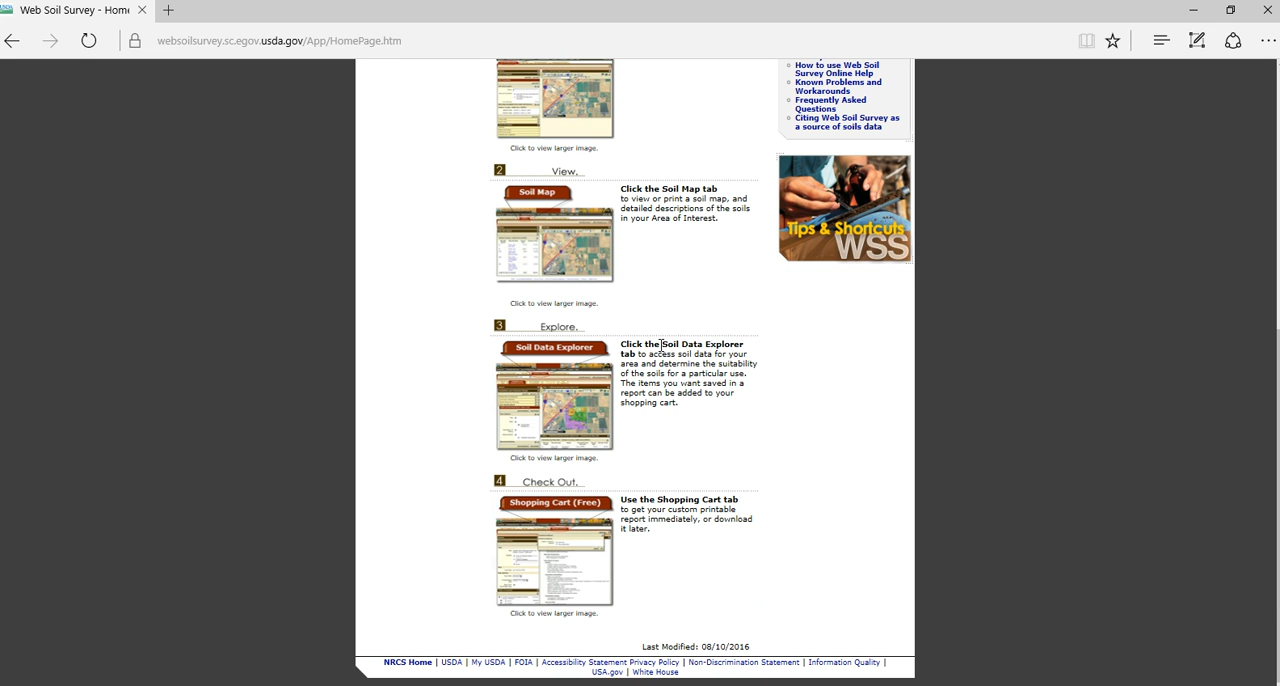 Web Soil Survey - Home
websoilsurvey.sc.egov.usda.gov/App/HomePage.htm
How to use Web Soil
Survey Online Help
Known Problems and
Workarounds
Frequently Asked
Questions
Citing Web Soil Survey as
a source of soils data
Tips & Shortcuts
WSS
Click to view larger image.
2 View.
Soil Map
Click the Soil Map tab
to view or print a soil map, and
detailed descriptions of the soils
in your Area of Interest.
Click to view larger image.
3 Explore.
Soil Data Explorer
Click the Soil Data Explorer
tab to access soil data for your
area and determine the suitability
of the soils for a particular use.
The items you want saved in a
report can be added to your
shopping cart.
Click to view larger image.
4 Check Out.
Shopping Cart (Free)
Use the Shopping Cart tab
to get your custom printable
report immediately, or download
it later.
Click to view larger image.
Last Modified: 08/10/2016
NRCS Home | USDA | My USDA | FOIA | Accessibility Statement Privacy Policy | Non-Discrimination Statement | Information Quality |
USA.gov | White House